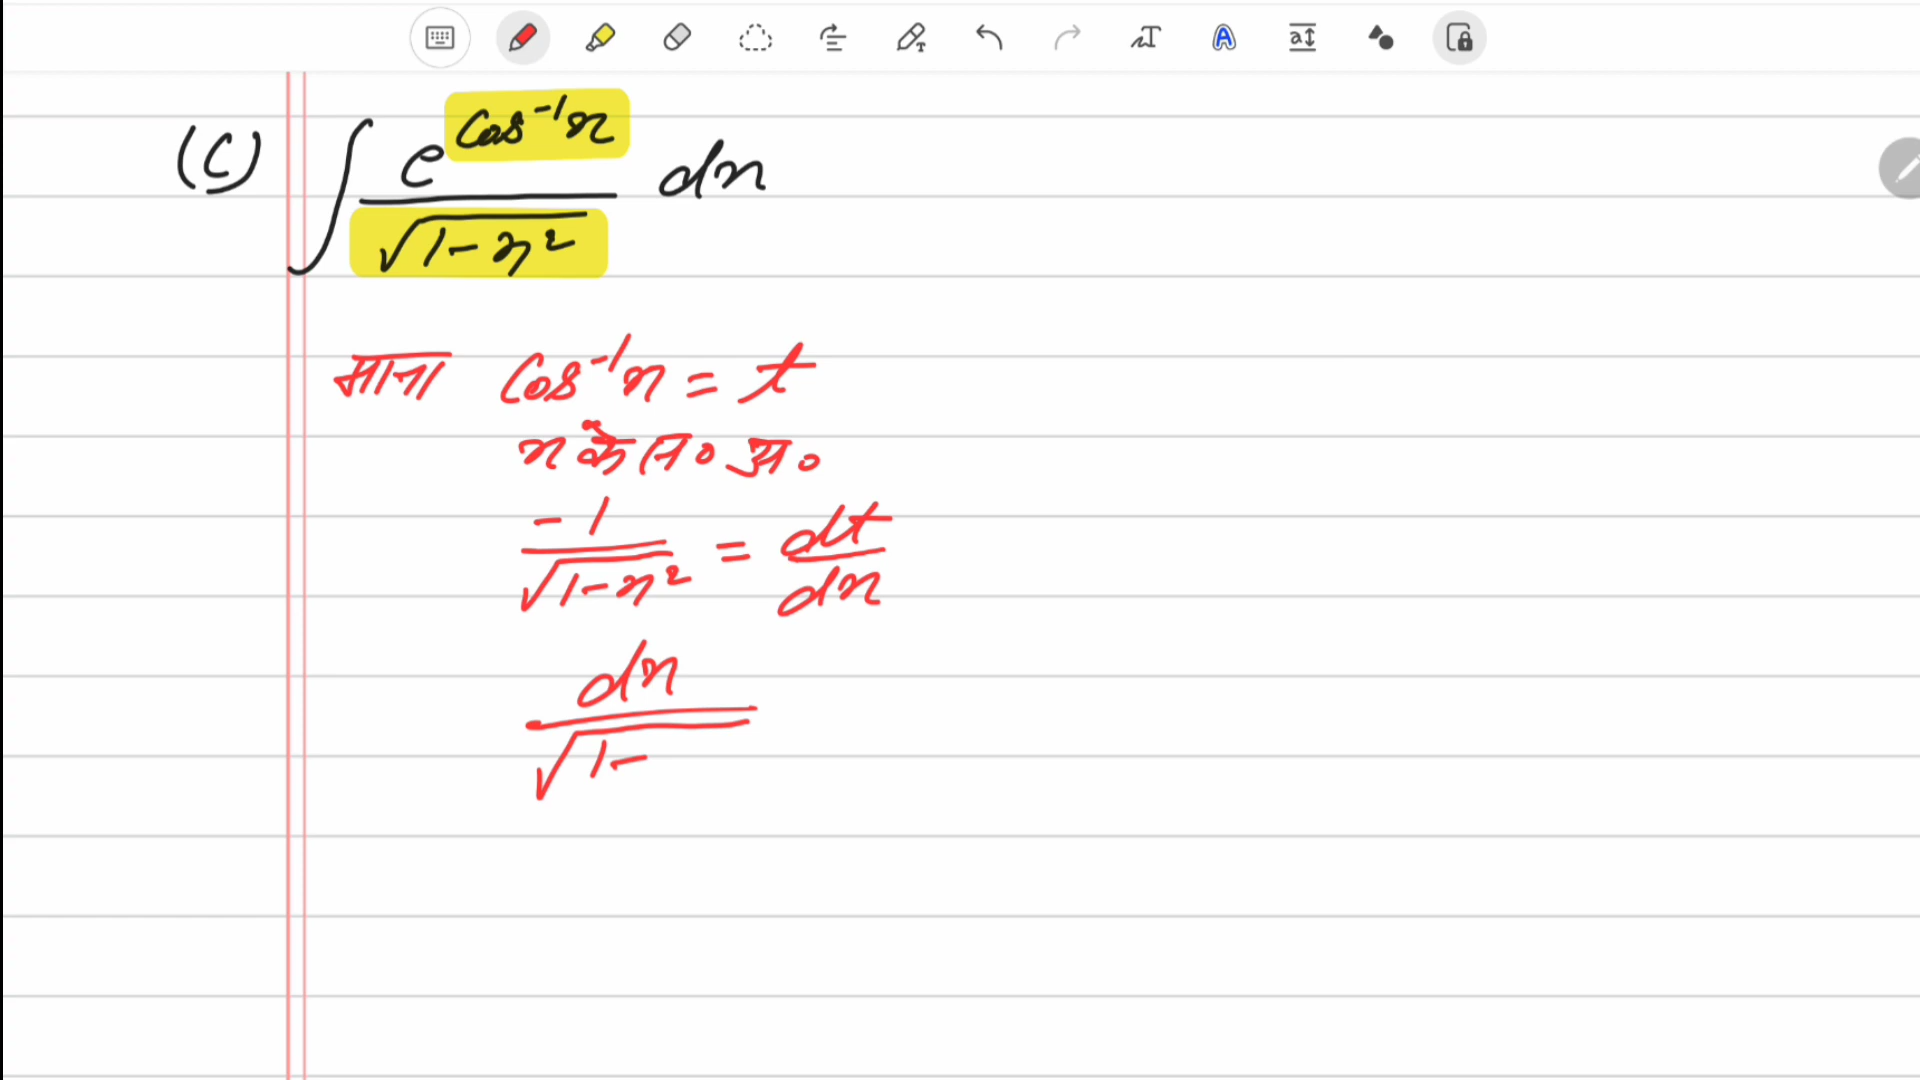 (C) ∫ e^(Cos⁻¹x) / √(1-x²) dx
माना Cos⁻¹x = t
x के सा० अ०
-1/√(1-x²) = dt/dx
dx/√(1-